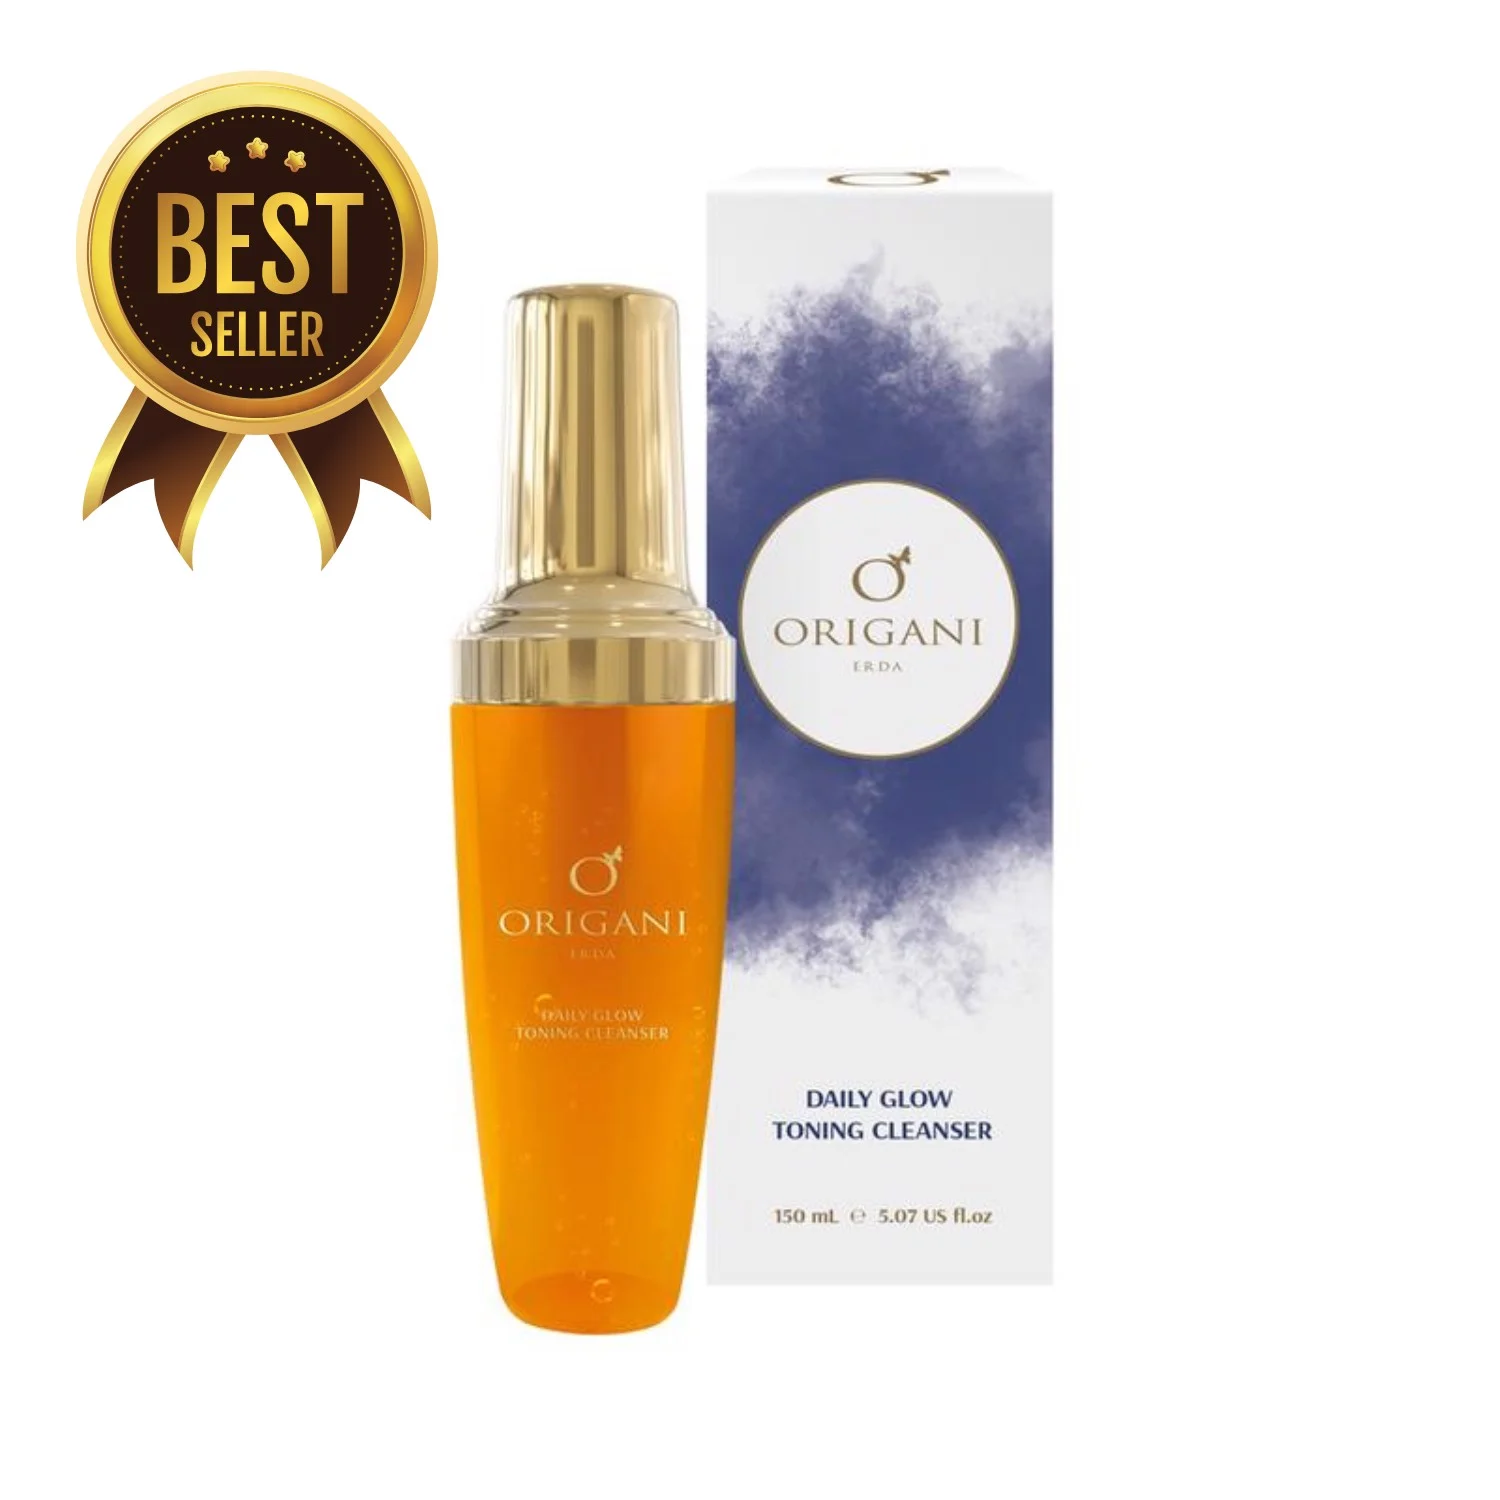 BEST
SELLER
ORIGANI
ERDA
DAILY GLOW
TONING CLEANSER
150 mL ℮ 5.07 US fl.oz
ORIGANI
ERDA
DAILY GLOW
TONING CLEANSER